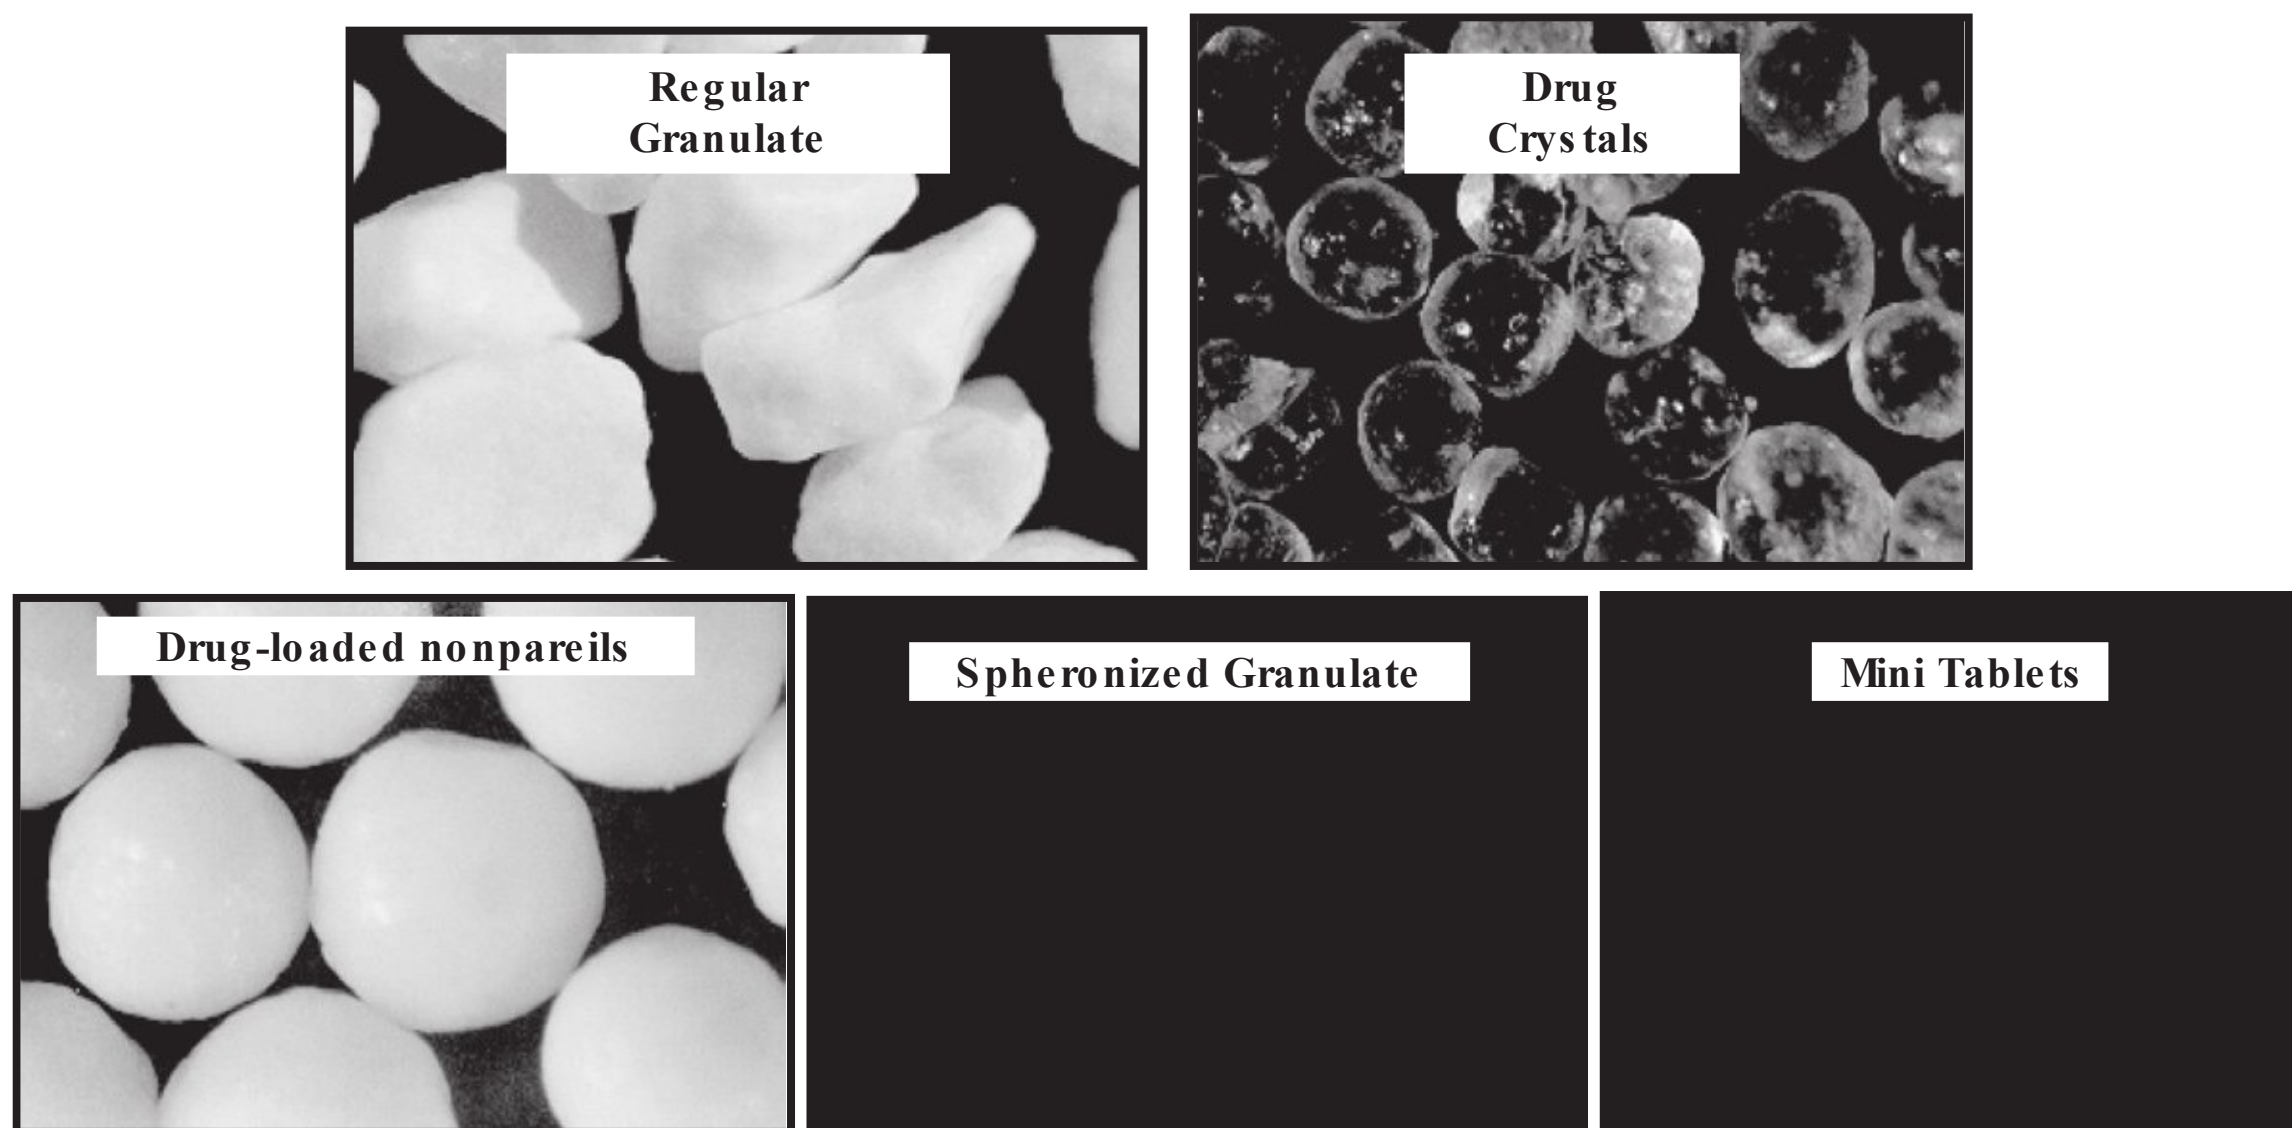 Regular
Granulate
Drug
Crystals
Drug-loaded nonpareils
Spheronized Granulate
Mini Tablets